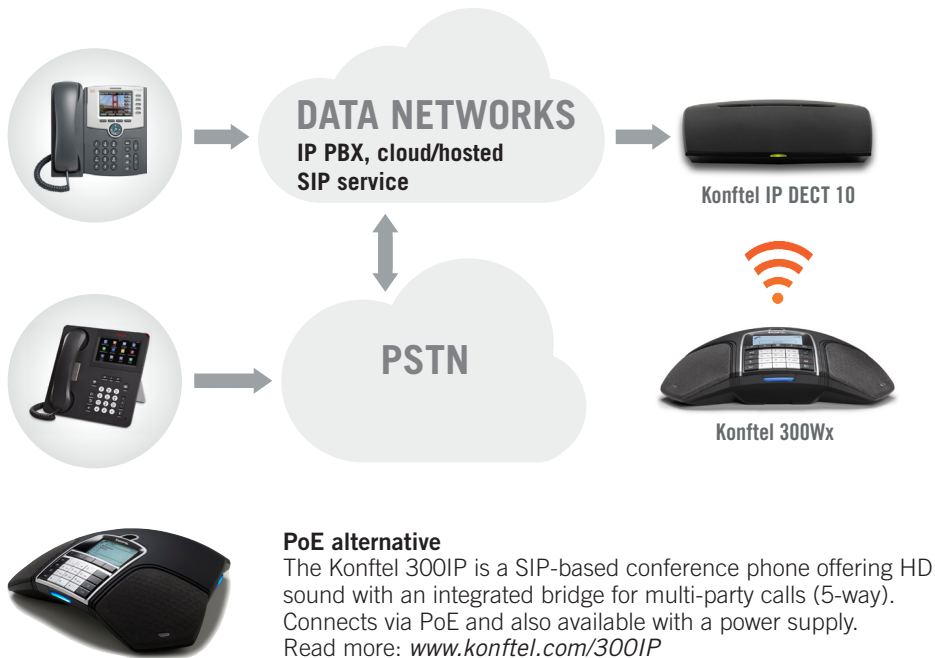 DATA NETWORKS
IP PBX, cloud/hosted
SIP service
Konftel IP DECT 10
PSTN
Konftel 300Wx
PoE alternative
The Konftel 300IP is a SIP-based conference phone offering HD
sound with an integrated bridge for multi-party calls (5-way).
Connects via PoE and also available with a power supply.
Read more: www.konftel.com/300IP